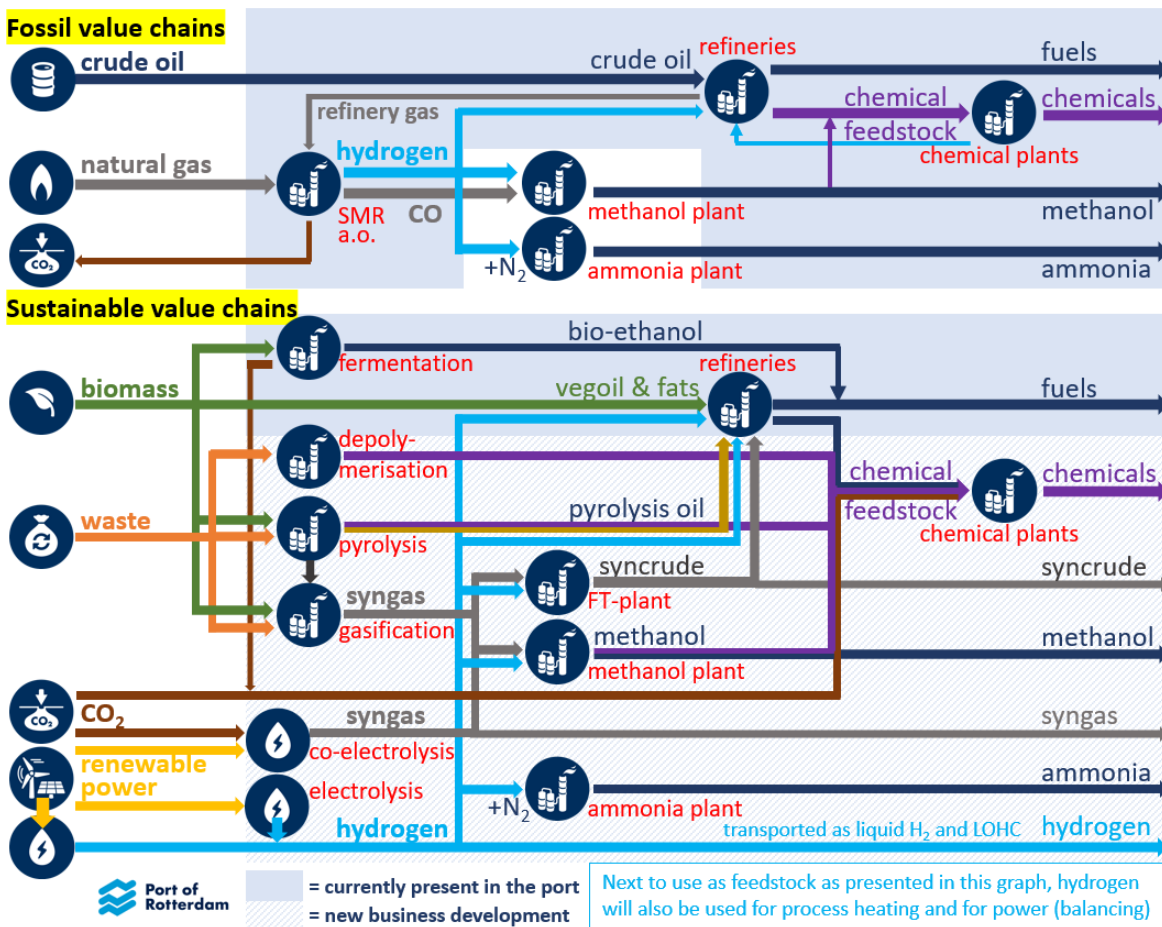 Fossil value chains
crude oil
crude oil
refineries
fuels
refinery gas
chemical
feedstock
chemicals
chemical plants
natural gas
hydrogen
CO
SMR
a.o.
methanol plant
methanol
CO₂
+N₂
ammonia plant
ammonia
Sustainable value chains
bio-ethanol
fermentation
refineries
biomass
vegoil & fats
fuels
depoly-
merisation
chemical
feedstock
chemicals
chemical plants
waste
pyrolysis oil
pyrolysis
syncrude
syncrude
FT-plant
syngas
gasification
methanol
methanol
methanol plant
CO₂
CO₂
syngas
syngas
co-electrolysis
renewable
power
electrolysis
+N₂
ammonia plant
ammonia
hydrogen
transported as liquid H₂ and LOHC
hydrogen
Port of
Rotterdam
= currently present in the port
= new business development
Next to use as feedstock as presented in this graph, hydrogen
will also be used for process heating and for power (balancing)